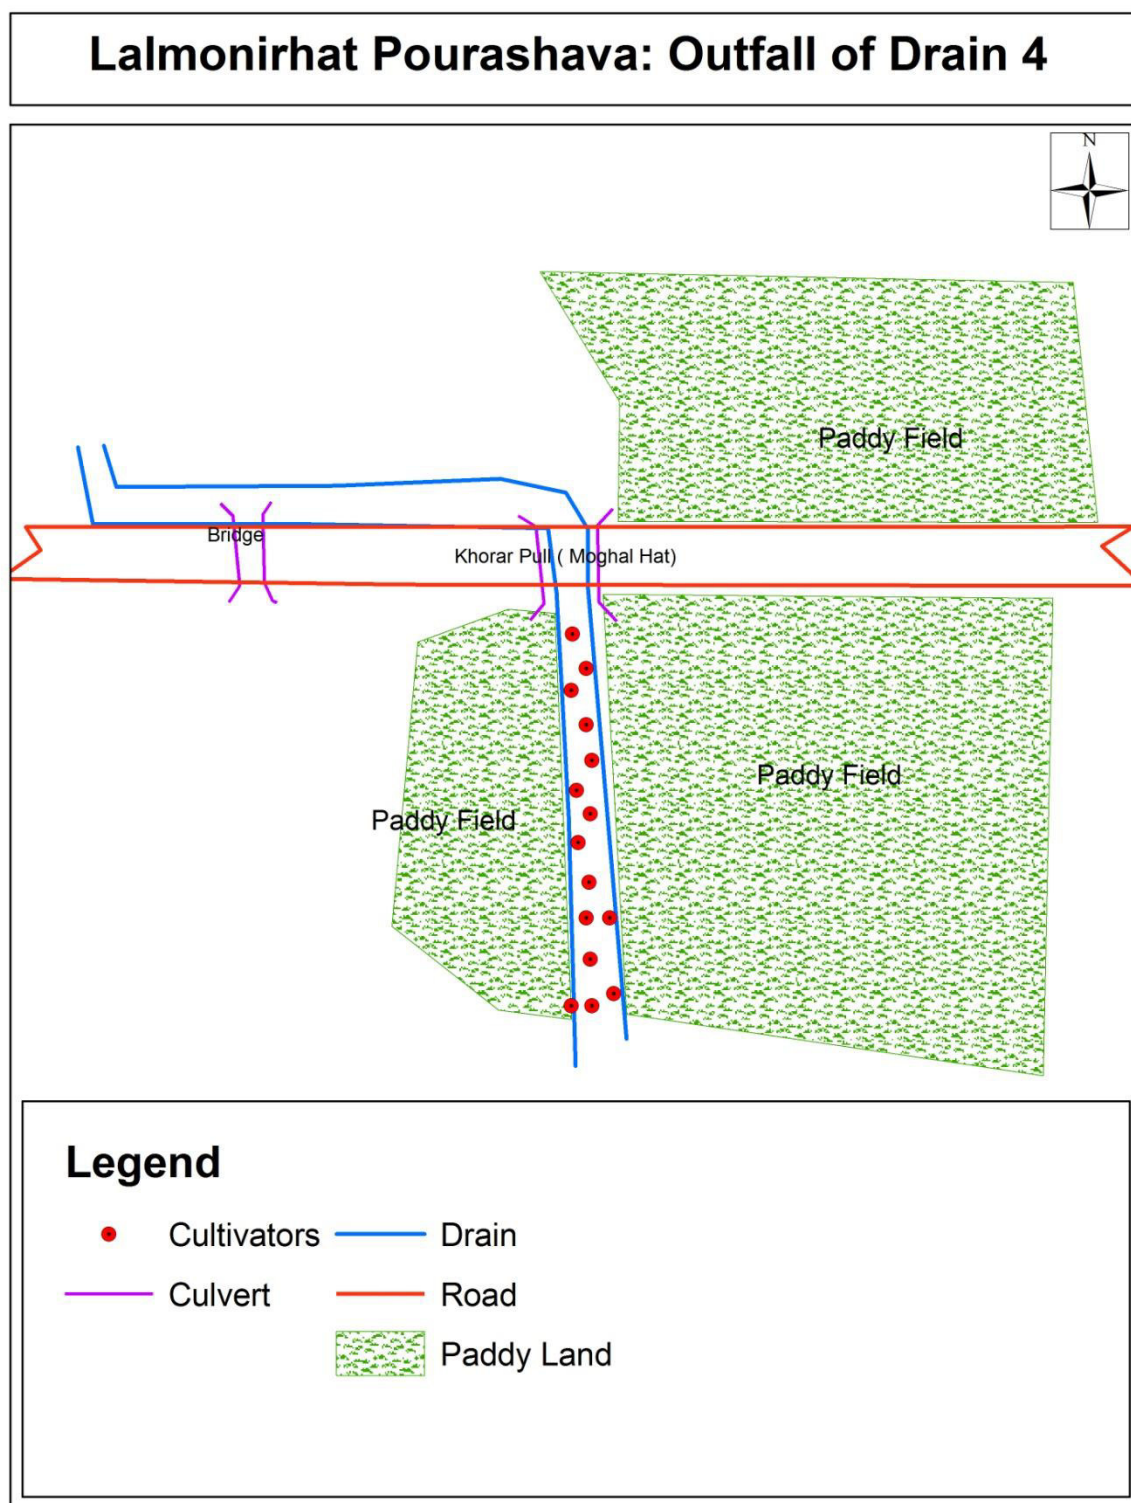 Lalmonirhat Pourashava: Outfall of Drain 4
N
Paddy Field
Bridge
Khorar Pull ( Moghal Hat)
Paddy Field
Paddy Field
Legend
Cultivators
Drain
Culvert
Road
Paddy Land